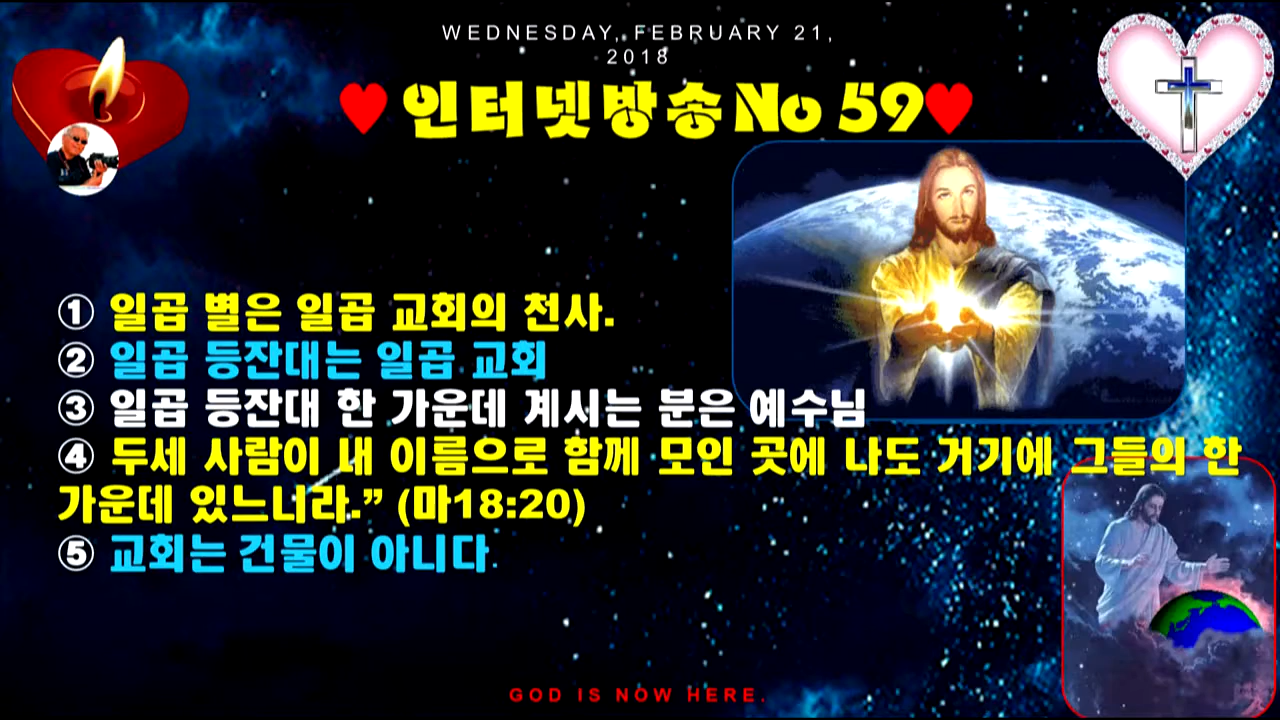 WEDNESDAY, FEBRUARY 21,
2018
♥인터넷방송No 59♥
① 일곱 별은 일곱 교회의 천사.
② 일곱 등잔대는 일곱 교회
③ 일곱 등잔대 한 가운데 계시는 분은 예수님
④ 두세 사람이 내 이름으로 함께 모인 곳에 나도 거기에 그들의 한
가운데 있느니라.” (마18:20)
⑤ 교회는 건물이 아니다.
GOD IS NOW HERE.